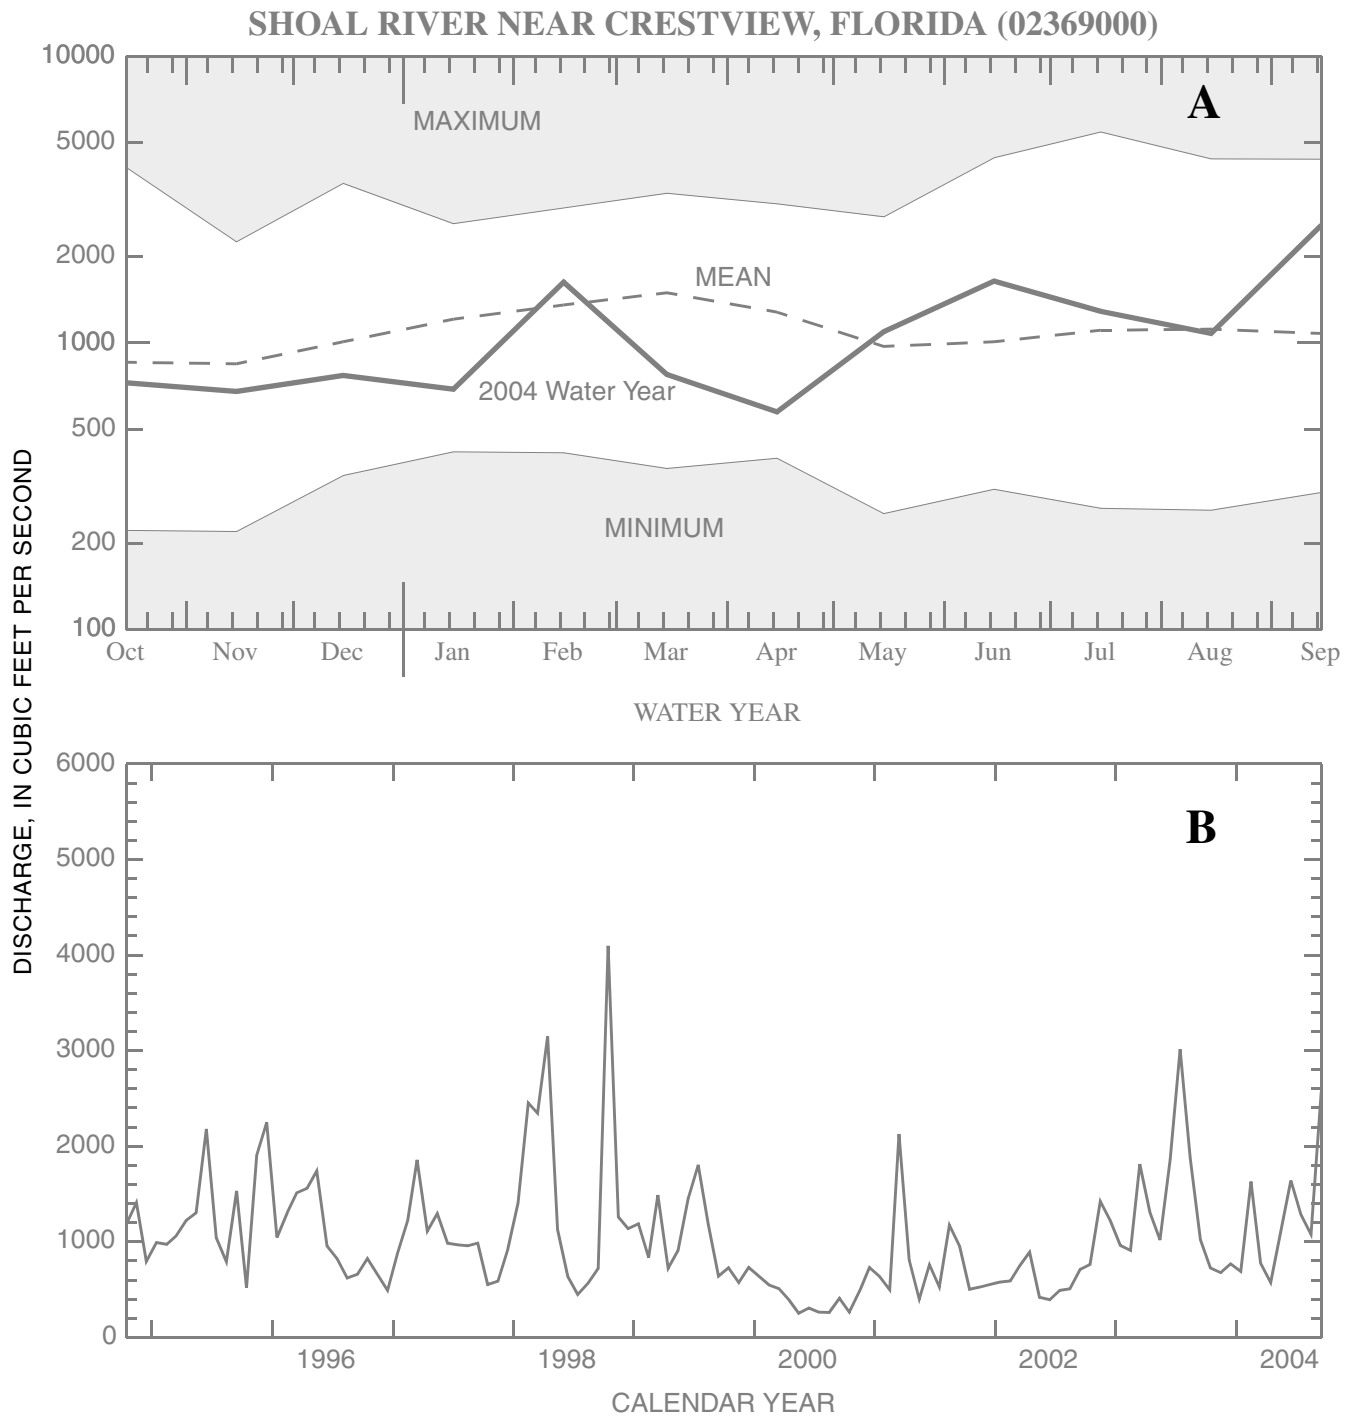 SHOAL RIVER NEAR CRESTVIEW, FLORIDA (02369000)
10000
5000
2000
1000
500
200
100
MAXIMUM
A
MEAN
2004 Water Year
MINIMUM
Oct Nov Dec Jan Feb Mar Apr May Jun Jul Aug Sep
WATER YEAR
DISCHARGE, IN CUBIC FEET PER SECOND
6000
5000
4000
3000
2000
1000
0
B
1996 1998 2000 2002 2004
CALENDAR YEAR